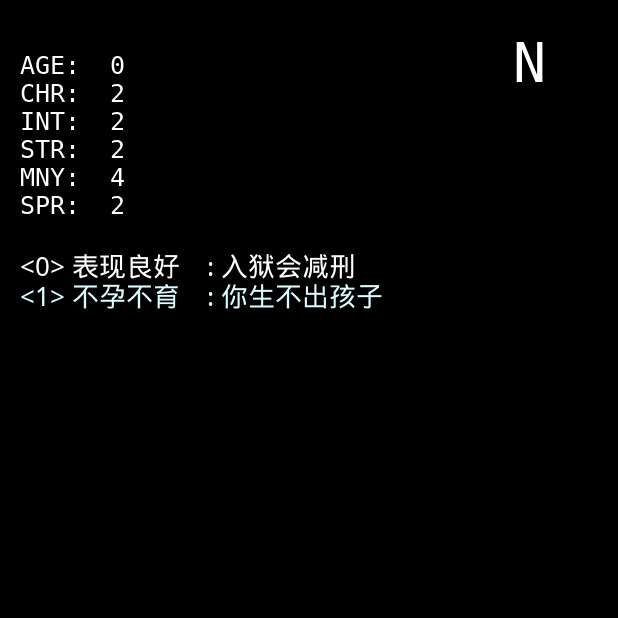 N
AGE: 0
CHR: 2
INT: 2
STR: 2
MNY: 4
SPR: 2
<0> 表现良好 : 入狱会减刑
<1> 不孕不育 : 你生不出孩子